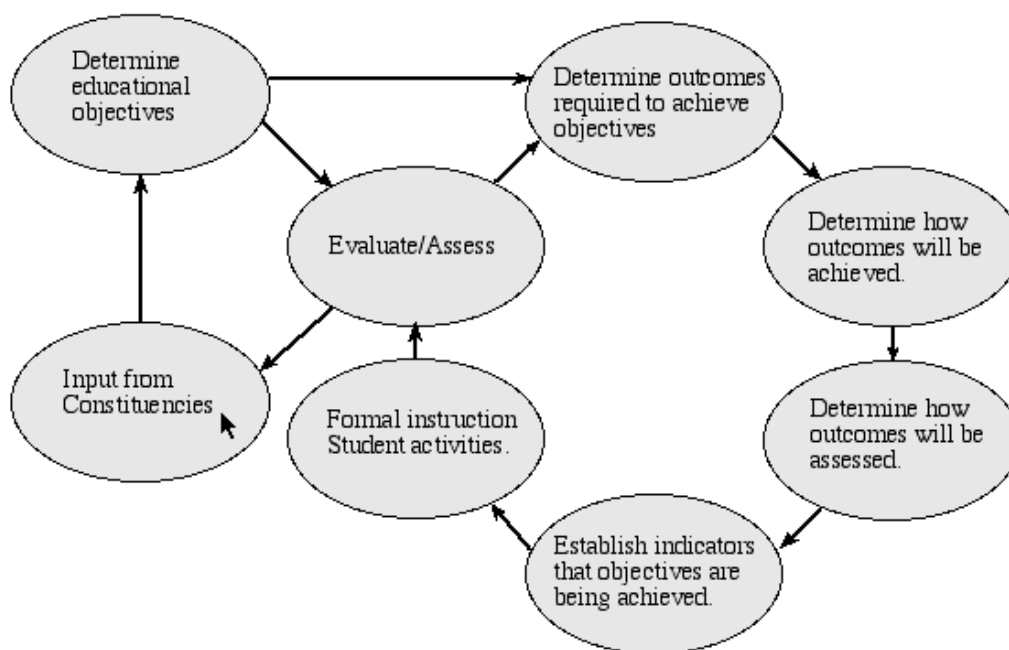 Determine
educational
objectives
Determine outcomes
required to achieve
objectives
Evaluate/Assess
Determine how
outcomes will be
achieved.
Input from
Constituencies
Formal instruction
Student activities.
Determine how
outcomes will be
assessed.
Establish indicators
that objectives are
being achieved.